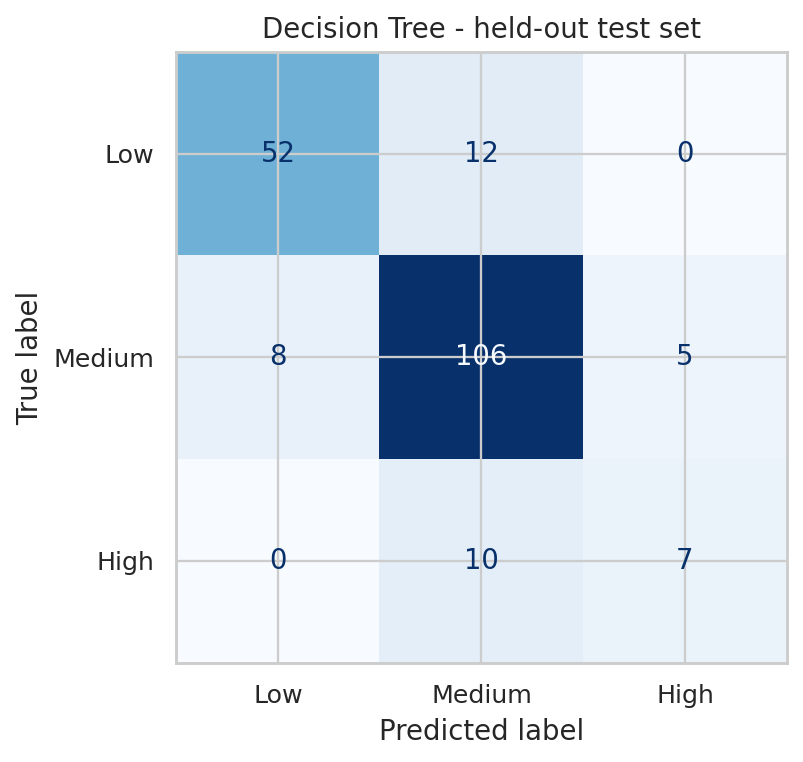 Decision Tree - held-out test set
True label
Low 52 12 0
Medium 8 106 5
High 0 10 7
Low Medium High
Predicted label